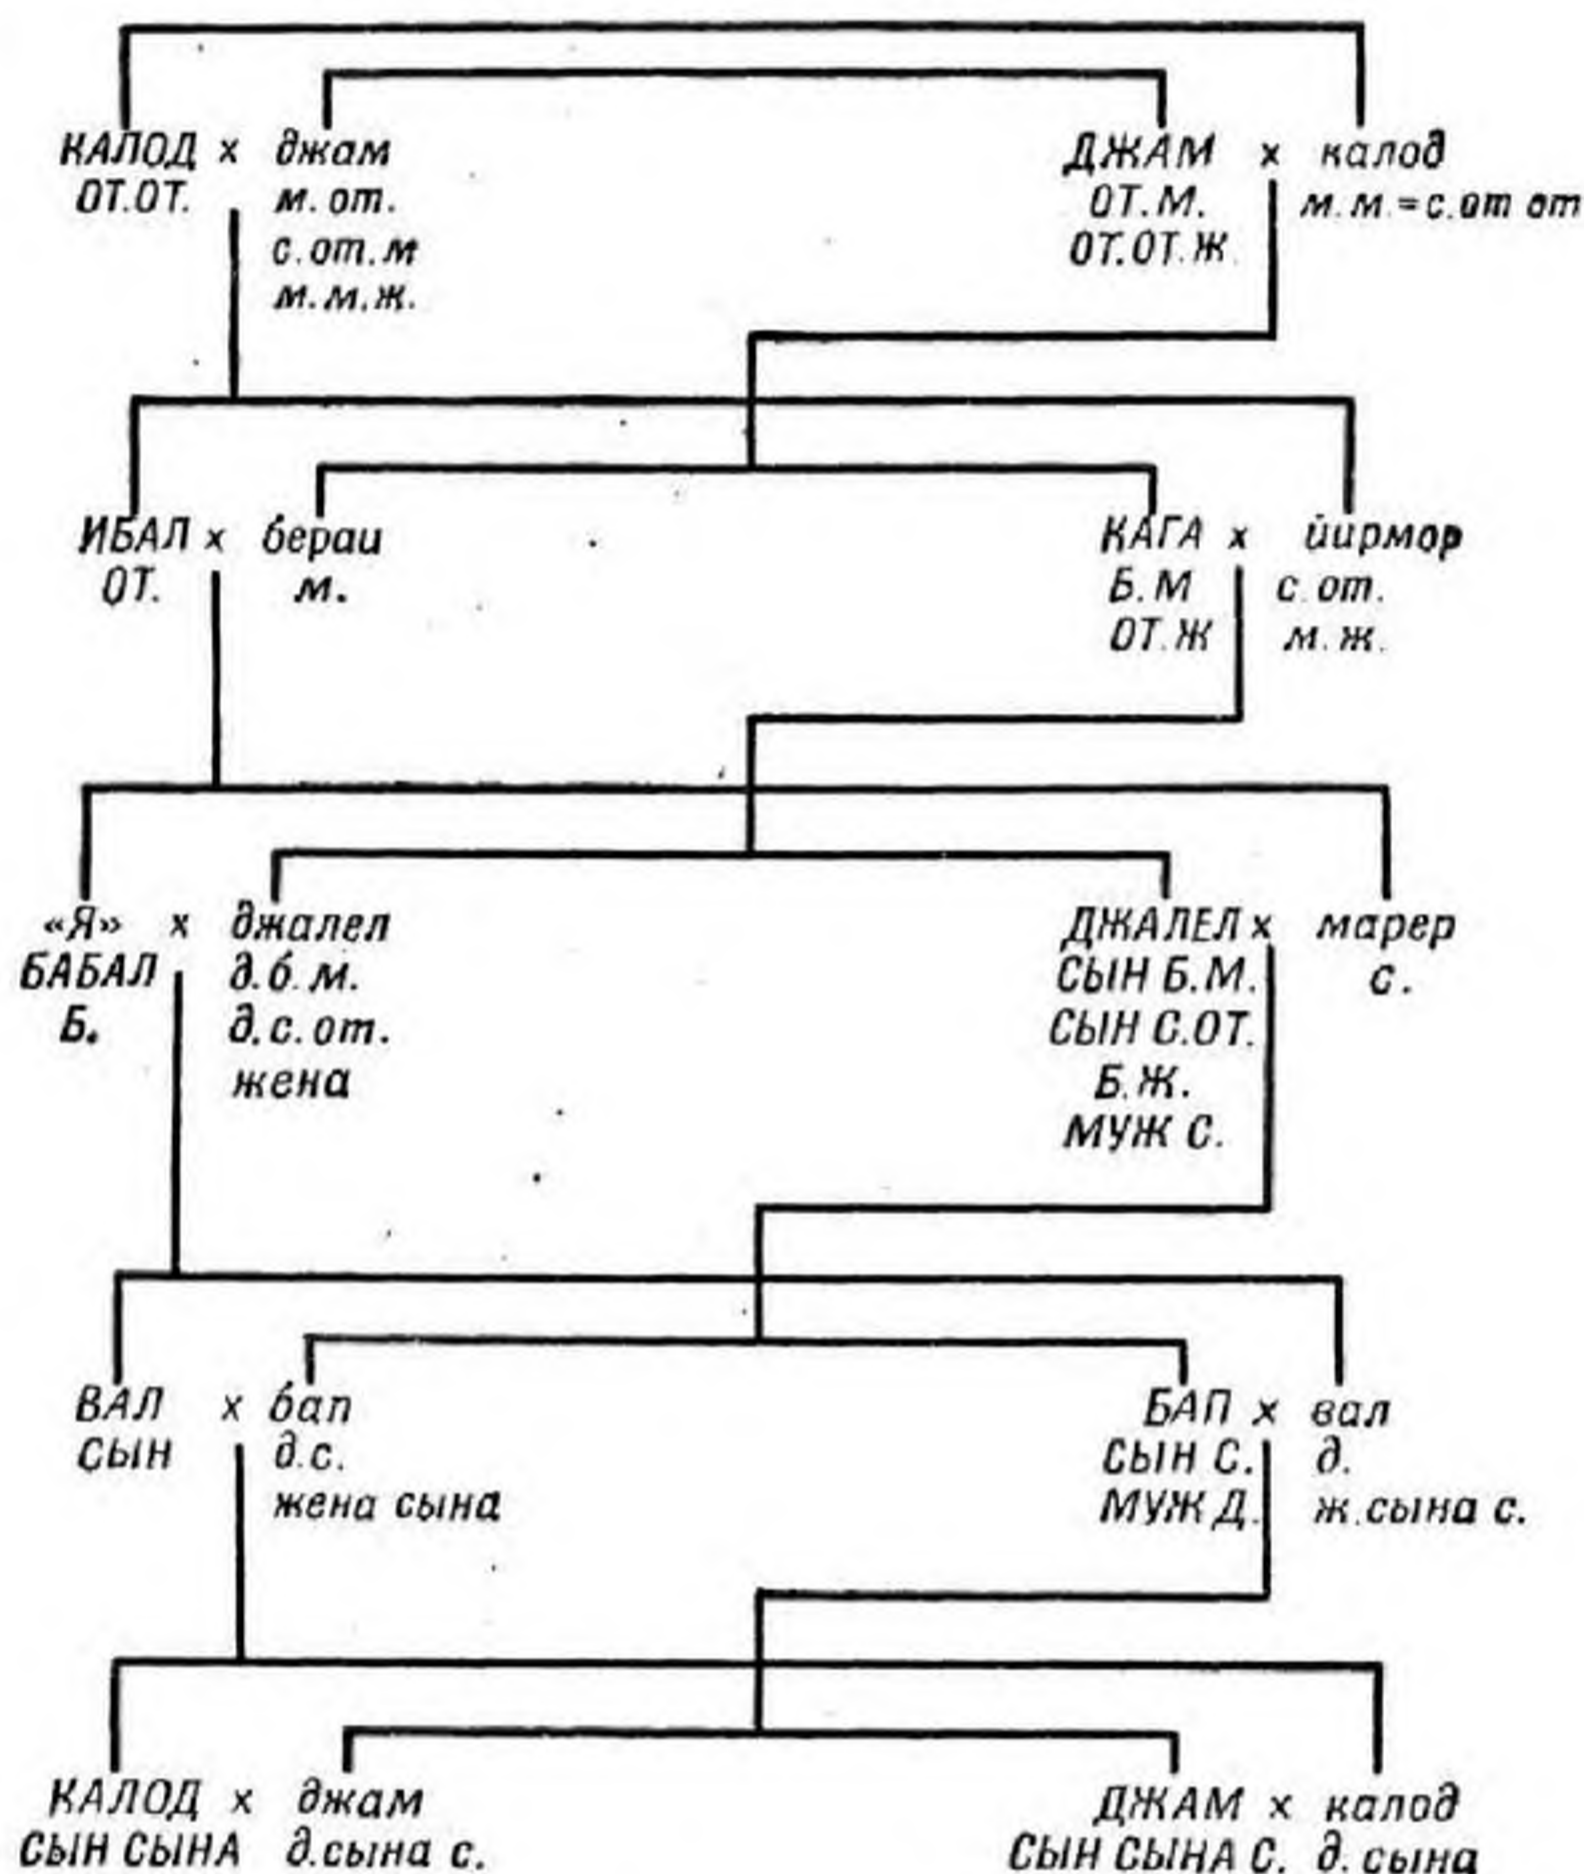 КАЛОД х джам ДЖАМ х калод
ОТ.ОТ. м. от. ОТ.М. м.м.=с.от от
с.от.м ОТ.ОТ.Ж.
м.м.ж.
ИБАЛ х бераи КАГА х йирмор
ОТ. м. Б.М с.от.
ОТ.Ж м.ж.
«Я» х джалел ДЖАЛЕЛ х марер
БАБАЛ д.б.м. СЫН Б.М. с.
Б. д.с.от. СЫН С.ОТ.
жена Б.Ж.
МУЖ С.
ВАЛ х бап БАП х вал
СЫН д.с. СЫН С. д.
жена сына МУЖ Д. ж.сына с.
КАЛОД х джам ДЖАМ х калод
СЫН СЫНА д.сына с. СЫН СЫНА С. д. сына